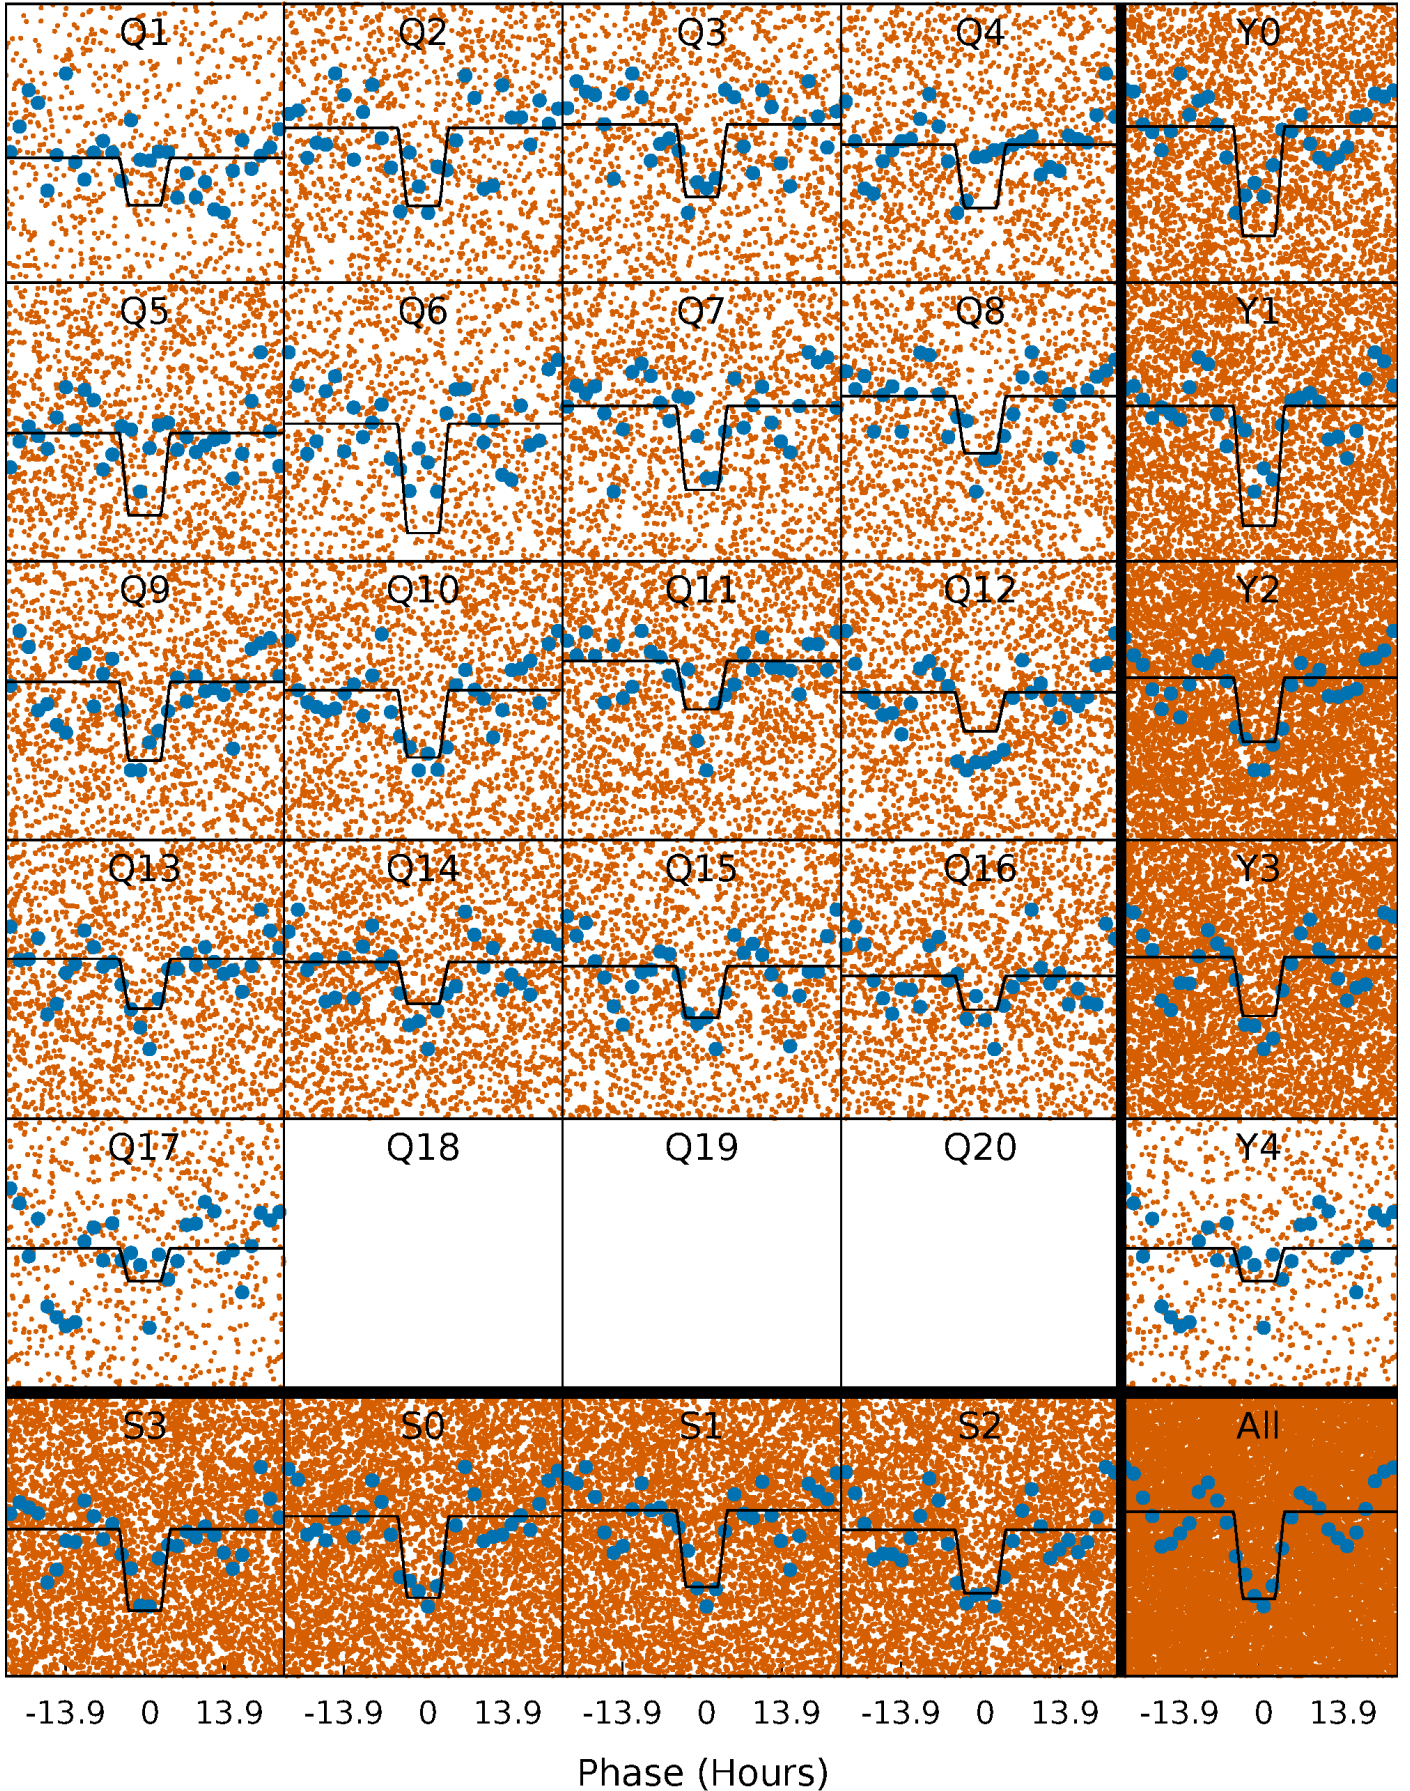 Q1 Q2 Q3 Q4 Y0
Q5 Q6 Q7 Q8 Y1
Q9 Q10 Q11 Q12 Y2
Q13 Q14 Q15 Q16 Y3
Q17 Q18 Q19 Q20 Y4
S3 S0 S1 S2 All
-13.9 0 13.9 -13.9 0 13.9 -13.9 0 13.9 -13.9 0 13.9 -13.9 0 13.9
Phase (Hours)